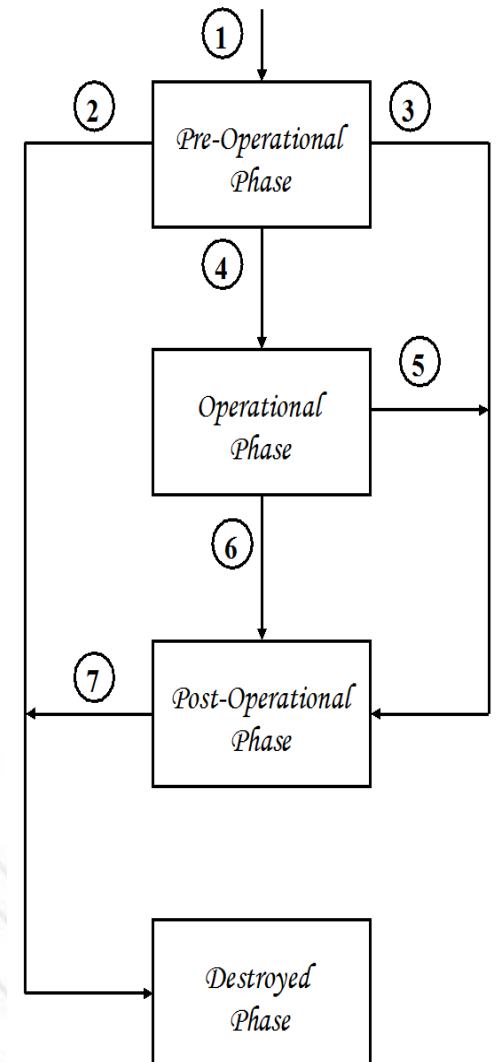 1
2
3
Pre-Operational
Phase
4
5
Operational
Phase
6
7
Post-Operational
Phase
Destroyed
Phase